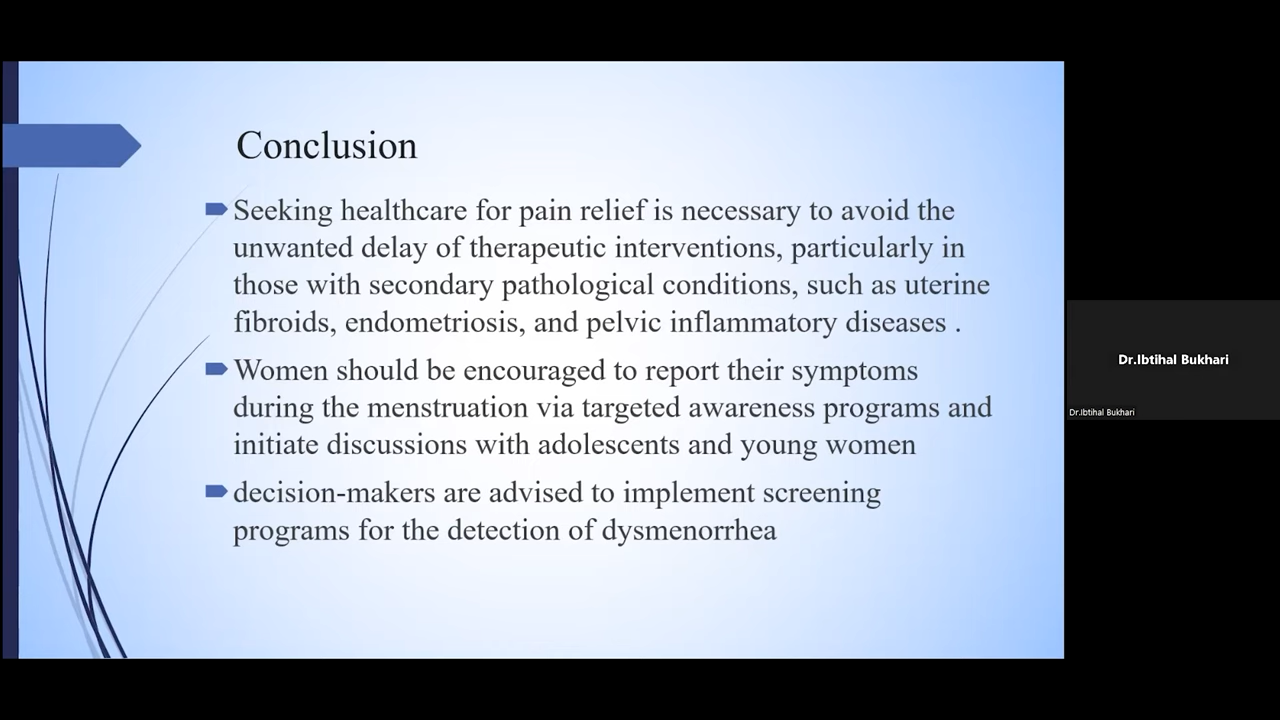 Conclusion
Seeking healthcare for pain relief is necessary to avoid the
unwanted delay of therapeutic interventions, particularly in
those with secondary pathological conditions, such as uterine
fibroids, endometriosis, and pelvic inflammatory diseases .
Women should be encouraged to report their symptoms
during the menstruation via targeted awareness programs and
initiate discussions with adolescents and young women
decision-makers are advised to implement screening
programs for the detection of dysmenorrhea
Dr.Ibtihal Bukhari
Dr.Ibtihal Bukhari